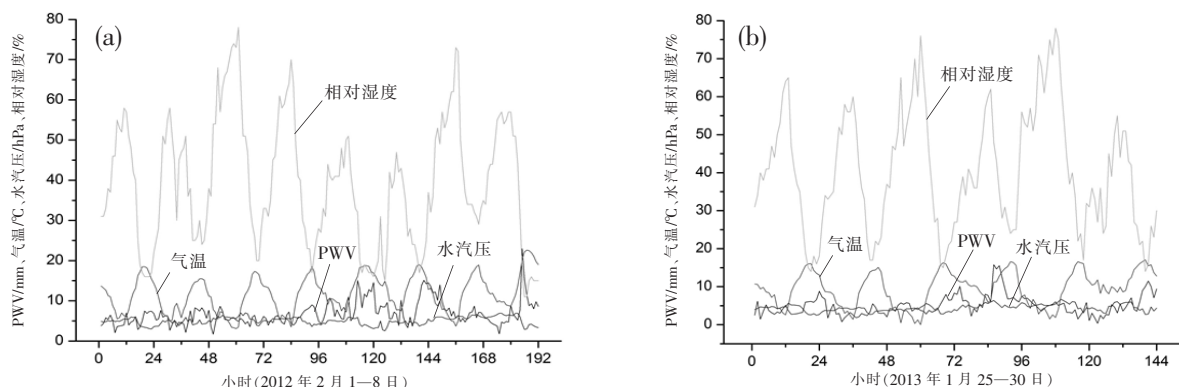 (a)
PWV/mm、气温/℃、水汽压/hPa、相对湿度/%
80
70
60
50
40
30
20
10
0
相对湿度
气温
PWV
水汽压
0 24 48 72 96 120 144 168 192
小时(2012 年 2 月 1—8 日)
(b)
PWV/mm、气温/℃、水汽压/hPa、相对湿度/%
80
70
60
50
40
30
20
10
0
相对湿度
气温
PWV
水汽压
0 24 48 72 96 120 144
小时(2013 年 1 月 25—30 日)